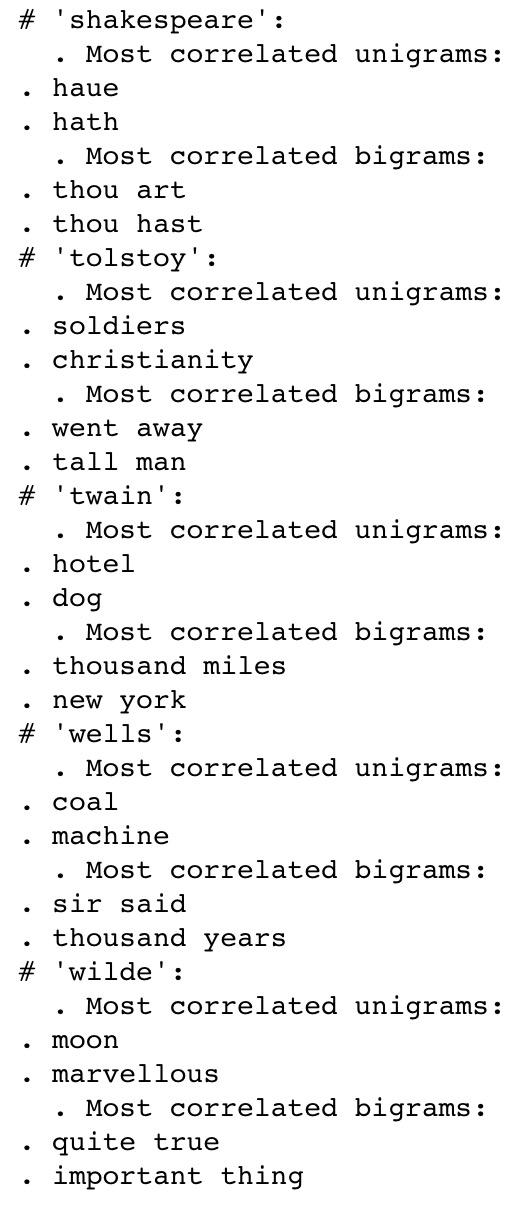 # 'shakespeare':
. Most correlated unigrams:
. haue
. hath
. Most correlated bigrams:
. thou art
. thou hast
# 'tolstoy':
. Most correlated unigrams:
. soldiers
. christianity
. Most correlated bigrams:
. went away
. tall man
# 'twain':
. Most correlated unigrams:
. hotel
. dog
. Most correlated bigrams:
. thousand miles
. new york
# 'wells':
. Most correlated unigrams:
. coal
. machine
. Most correlated bigrams:
. sir said
. thousand years
# 'wilde':
. Most correlated unigrams:
. moon
. marvellous
. Most correlated bigrams:
. quite true
. important thing